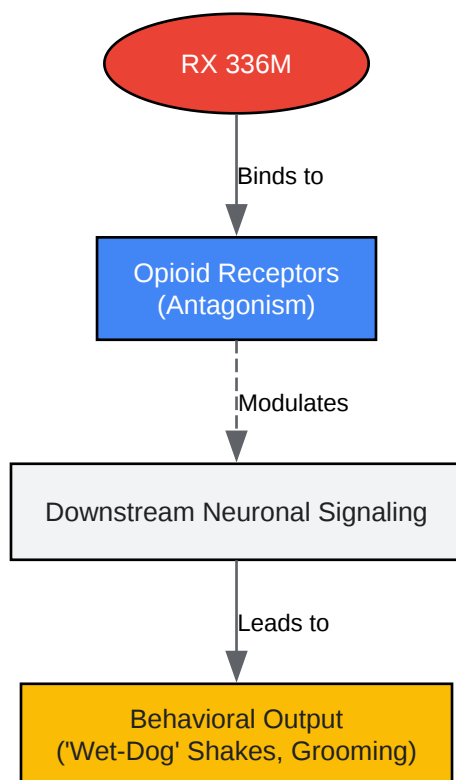 RX 336M
Binds to
Opioid Receptors
(Antagonism)
Modulates
Downstream Neuronal Signaling
Leads to
Behavioral Output
('Wet-Dog' Shakes, Grooming)